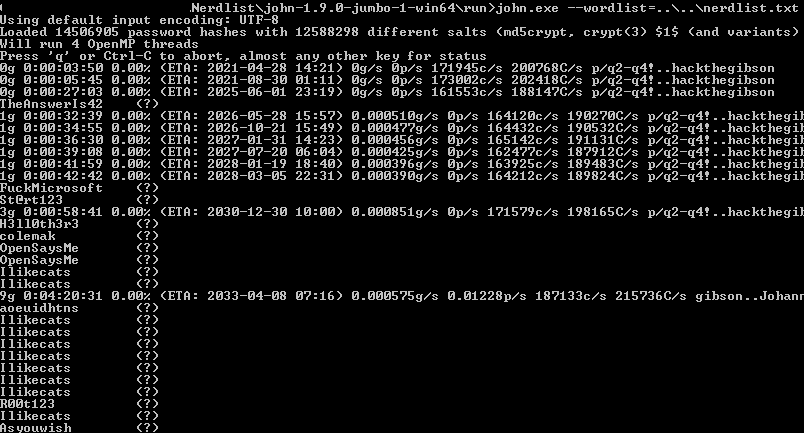 C .Nerdlist\john-1.9.0-jumbo-1-win64\run>john.exe --wordlist=..\..\nerdlist.txt
Using default input encoding: UTF-8
Loaded 14506905 password hashes with 12588298 different salts (md5crypt, crypt(3) $1$ (and variants)
Will run 4 OpenMP threads
Press 'q' or Ctrl-C to abort, almost any other key for status
0g 0:00:03:50 0.00% (ETA: 2021-04-28 14:21) 0g/s 0p/s 171945c/s 200768C/s p/q2-q4!..hackthegibson
0g 0:00:05:45 0.00% (ETA: 2021-08-30 01:11) 0g/s 0p/s 173002c/s 202418C/s p/q2-q4!..hackthegibson
0g 0:00:27:03 0.00% (ETA: 2025-06-01 23:19) 0g/s 0p/s 161553c/s 188147C/s p/q2-q4!..hackthegibson
TheAnswerIs42 (?)
1g 0:00:32:39 0.00% (ETA: 2026-05-28 15:57) 0.000510g/s 0p/s 164120c/s 190270C/s p/q2-q4!..hackthegib
1g 0:00:34:55 0.00% (ETA: 2026-10-21 15:49) 0.000477g/s 0p/s 164432c/s 190532C/s p/q2-q4!..hackthegib
1g 0:00:36:30 0.00% (ETA: 2027-01-31 14:23) 0.000456g/s 0p/s 165142c/s 191131C/s p/q2-q4!..hackthegib
1g 0:00:39:08 0.00% (ETA: 2027-07-20 06:04) 0.000425g/s 0p/s 162477c/s 187912C/s p/q2-q4!..hackthegib
1g 0:00:41:59 0.00% (ETA: 2028-01-19 18:40) 0.000396g/s 0p/s 163925c/s 189483C/s p/q2-q4!..hackthegib
1g 0:00:42:42 0.00% (ETA: 2028-03-05 22:31) 0.000390g/s 0p/s 164212c/s 189824C/s p/q2-q4!..hackthegib
FuckMicrosoft (?)
St@rt123 (?)
3g 0:00:58:41 0.00% (ETA: 2030-12-30 10:00) 0.000851g/s 0p/s 171579c/s 198165C/s p/q2-q4!..hackthegib
H3ll0th3r3 (?)
colemak (?)
OpenSaysMe (?)
OpenSaysMe (?)
Ilikecats (?)
Ilikecats (?)
9g 0:04:20:31 0.00% (ETA: 2033-04-08 07:16) 0.000575g/s 0.01228p/s 187133c/s 215736C/s gibson..Johann
aoeuidhtns (?)
Ilikecats (?)
Ilikecats (?)
Ilikecats (?)
Ilikecats (?)
Ilikecats (?)
Ilikecats (?)
Ilikecats (?)
R00t123 (?)
Ilikecats (?)
Asyouwish (?)